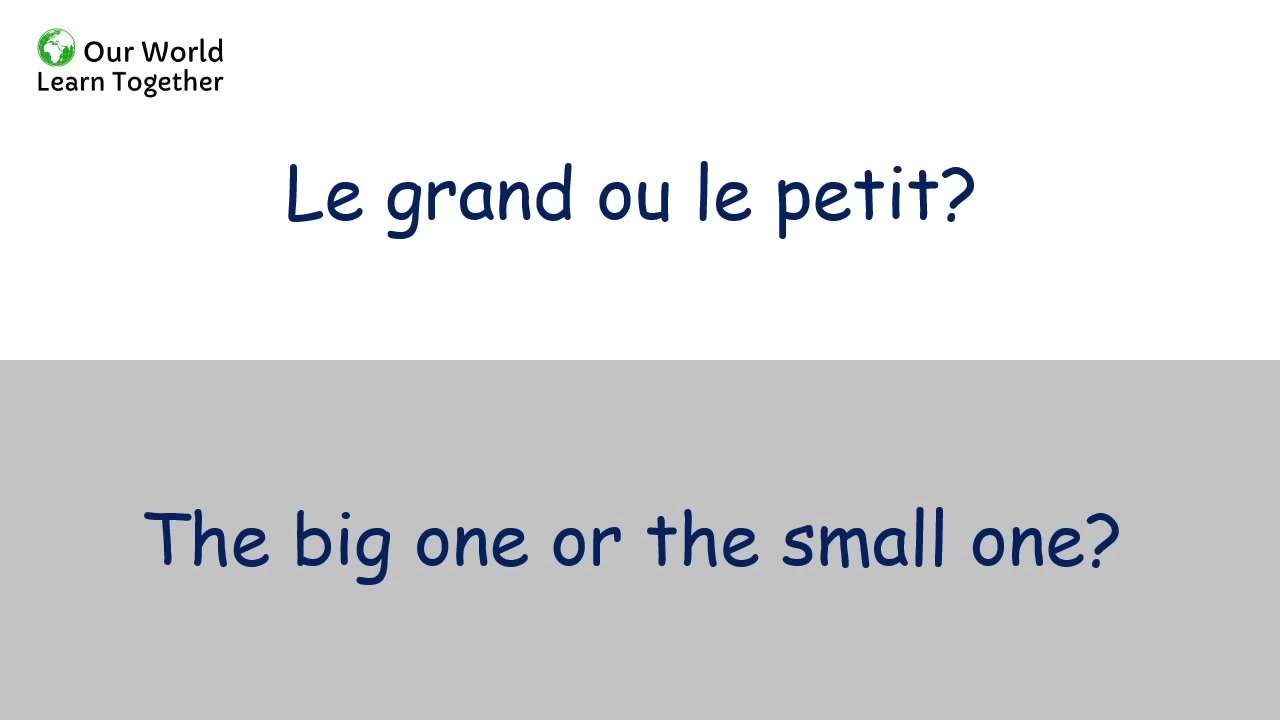 Our World
Learn Together
Le grand ou le petit?
The big one or the small one?